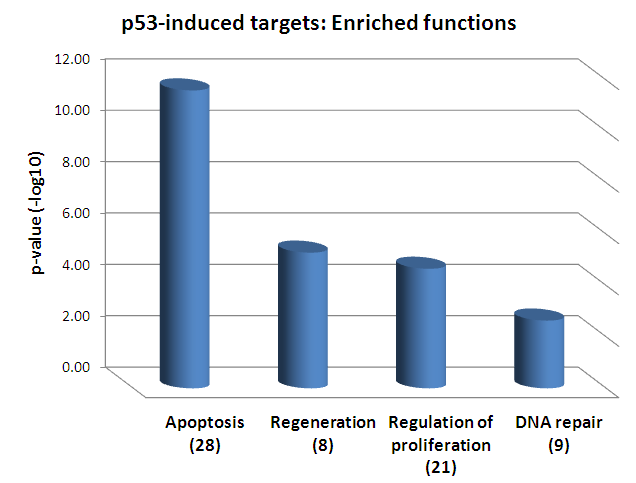 p53-induced targets: Enriched functions
12.00
10.00
8.00
6.00
4.00
2.00
0.00
p-value (-log10)
Apoptosis
(28)
Regeneration
(8)
Regulation of
proliferation
(21)
DNA repair
(9)